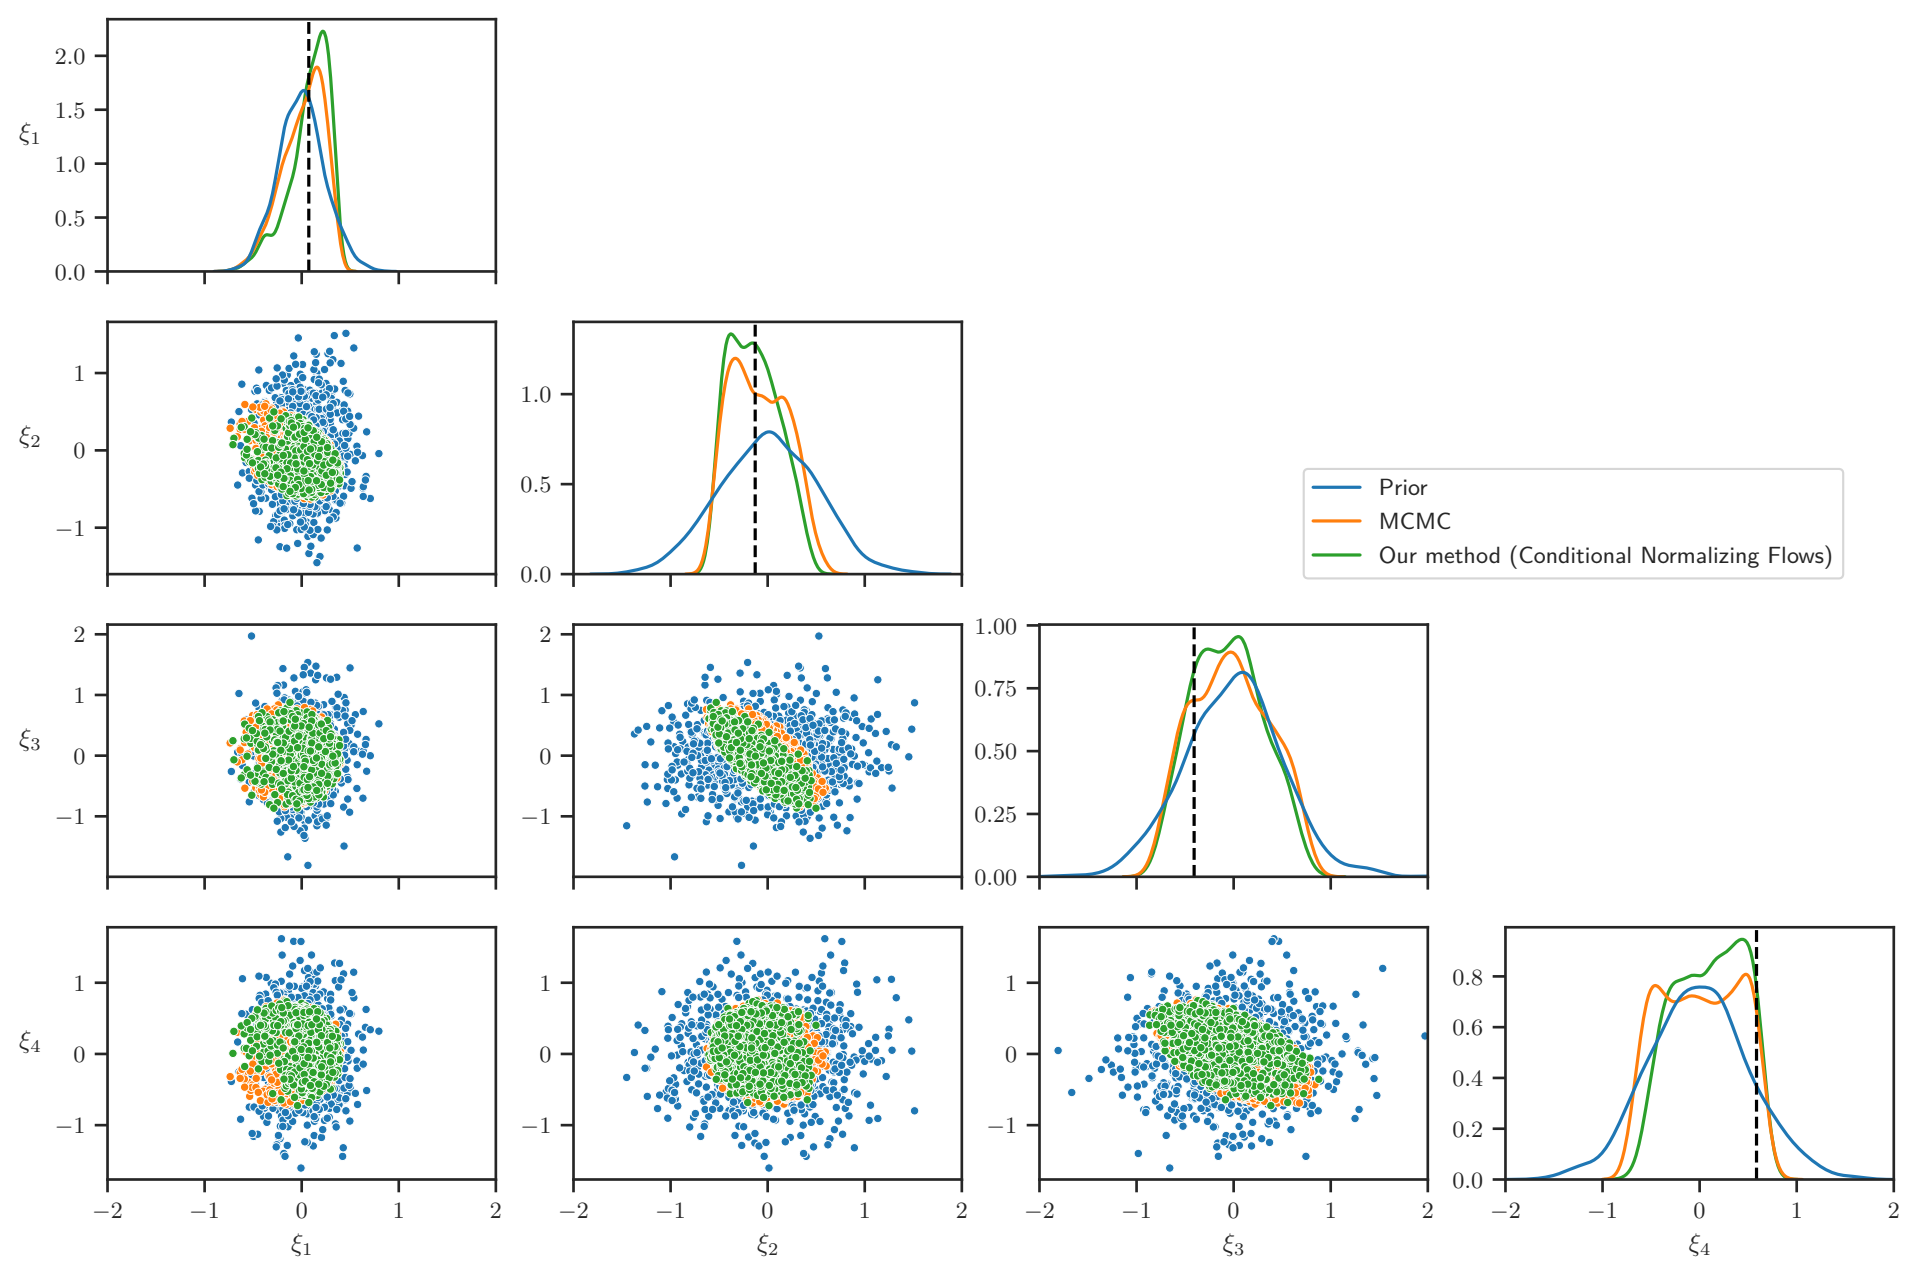 2.0
1.5
1.0
0.5
0.0
ξ1
1
0
−1
ξ2
1.0
0.5
0.0
Prior
MCMC
Our method (Conditional Normalizing Flows)
2
1
0
−1
ξ3
2
1
0
−1
1.00
0.75
0.50
0.25
0.00
1
0
−1
ξ4
−2 −1 0 1 2
ξ1
1
0
−1
−2 −1 0 1 2
ξ2
1
0
−1
−2 −1 0 1 2
ξ3
0.8
0.6
0.4
0.2
0.0
−2 −1 0 1 2
ξ4